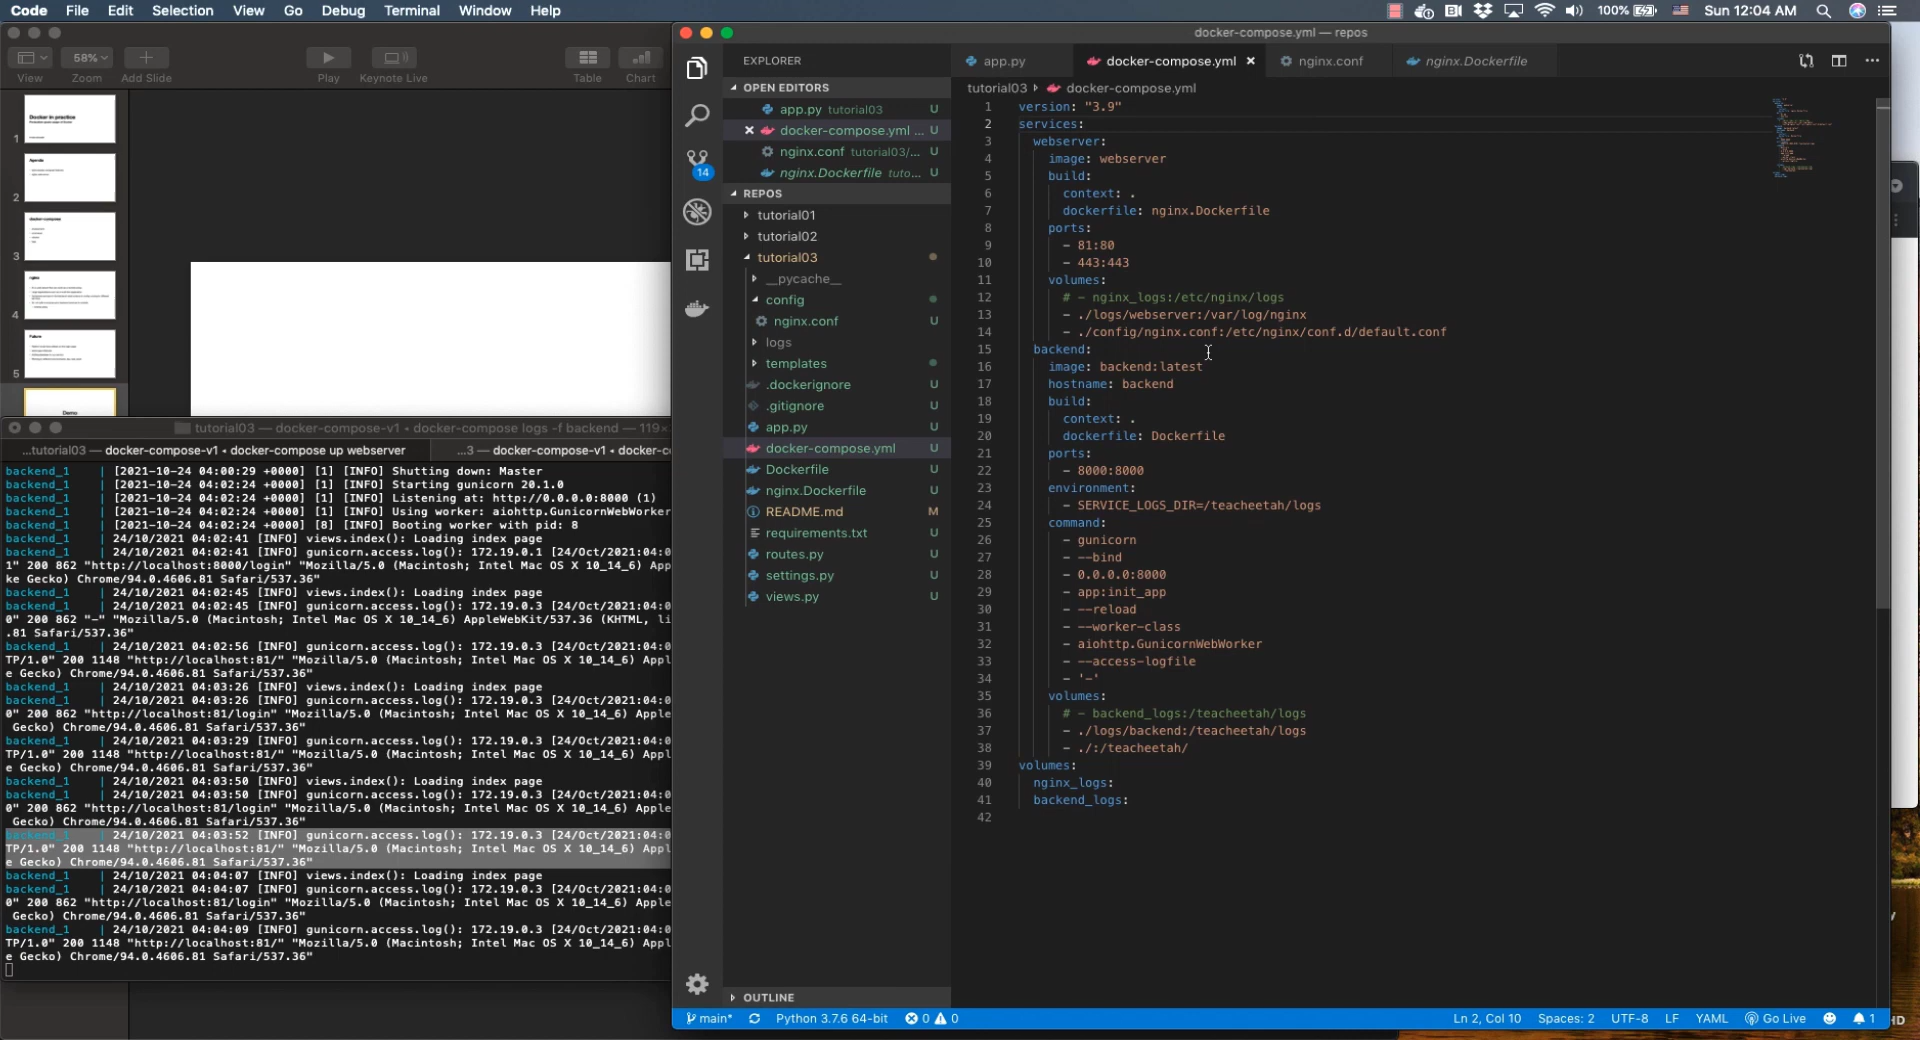 Code File Edit Selection View Go Debug Terminal Window Help
100% Sun 12:04 AM
58%
View Zoom Add Slide Play Keynote Live Table Chart
1
Docker in practice
2
Agenda
3
docker-compose
4
nginx
5
Future
Demo
tutorial03 — docker-compose-v1 • docker-compose logs -f backend — 119×
...tutorial03 — docker-compose-v1 • docker-compose up webserver
...3 — docker-compose-v1 • docker-co
backend_1 | [2021-10-24 04:00:29 +0000] [1] [INFO] Shutting down: Master
backend_1 | [2021-10-24 04:02:24 +0000] [1] [INFO] Starting gunicorn 20.1.0
backend_1 | [2021-10-24 04:02:24 +0000] [1] [INFO] Listening at: http://0.0.0.0:8000 (1)
backend_1 | [2021-10-24 04:02:24 +0000] [1] [INFO] Using worker: aiohttp.GunicornWebWorker
backend_1 | [2021-10-24 04:02:24 +0000] [8] [INFO] Booting worker with pid: 8
backend_1 | 24/10/2021 04:02:41 [INFO] views.index(): Loading index page
backend_1 | 24/10/2021 04:02:41 [INFO] gunicorn.access.log(): 172.19.0.1 [24/Oct/2021:04:0
1" 200 862 "http://localhost:8000/login" "Mozilla/5.0 (Macintosh; Intel Mac OS X 10_14_6) App
ke Gecko) Chrome/94.0.4606.81 Safari/537.36"
backend_1 | 24/10/2021 04:02:45 [INFO] views.index(): Loading index page
backend_1 | 24/10/2021 04:02:45 [INFO] gunicorn.access.log(): 172.19.0.3 [24/Oct/2021:04:0
0" 200 862 "-" "Mozilla/5.0 (Macintosh; Intel Mac OS X 10_14_6) AppleWebKit/537.36 (KHTML, li
.81 Safari/537.36"
backend_1 | 24/10/2021 04:02:56 [INFO] gunicorn.access.log(): 172.19.0.3 [24/Oct/2021:04:0
TP/1.0" 200 1148 "http://localhost:81/" "Mozilla/5.0 (Macintosh; Intel Mac OS X 10_14_6) Appl
e Gecko) Chrome/94.0.4606.81 Safari/537.36"
backend_1 | 24/10/2021 04:03:26 [INFO] views.index(): Loading index page
backend_1 | 24/10/2021 04:03:26 [INFO] gunicorn.access.log(): 172.19.0.3 [24/Oct/2021:04:0
0" 200 862 "http://localhost:81/login" "Mozilla/5.0 (Macintosh; Intel Mac OS X 10_14_6) Apple
Gecko) Chrome/94.0.4606.81 Safari/537.36"
backend_1 | 24/10/2021 04:03:29 [INFO] gunicorn.access.log(): 172.19.0.3 [24/Oct/2021:04:0
TP/1.0" 200 1148 "http://localhost:81/" "Mozilla/5.0 (Macintosh; Intel Mac OS X 10_14_6) Appl
e Gecko) Chrome/94.0.4606.81 Safari/537.36"
backend_1 | 24/10/2021 04:03:50 [INFO] views.index(): Loading index page
backend_1 | 24/10/2021 04:03:50 [INFO] gunicorn.access.log(): 172.19.0.3 [24/Oct/2021:04:0
0" 200 862 "http://localhost:81/login" "Mozilla/5.0 (Macintosh; Intel Mac OS X 10_14_6) Apple
Gecko) Chrome/94.0.4606.81 Safari/537.36"
backend_1 | 24/10/2021 04:03:52 [INFO] gunicorn.access.log(): 172.19.0.3 [24/Oct/2021:04:0
TP/1.0" 200 1148 "http://localhost:81/" "Mozilla/5.0 (Macintosh; Intel Mac OS X 10_14_6) Appl
e Gecko) Chrome/94.0.4606.81 Safari/537.36"
backend_1 | 24/10/2021 04:04:07 [INFO] views.index(): Loading index page
backend_1 | 24/10/2021 04:04:07 [INFO] gunicorn.access.log(): 172.19.0.3 [24/Oct/2021:04:0
0" 200 862 "http://localhost:81/login" "Mozilla/5.0 (Macintosh; Intel Mac OS X 10_14_6) Apple
Gecko) Chrome/94.0.4606.81 Safari/537.36"
backend_1 | 24/10/2021 04:04:09 [INFO] gunicorn.access.log(): 172.19.0.3 [24/Oct/2021:04:0
TP/1.0" 200 1148 "http://localhost:81/" "Mozilla/5.0 (Macintosh; Intel Mac OS X 10_14_6) Appl
e Gecko) Chrome/94.0.4606.81 Safari/537.36"
docker-compose.yml — repos
14
EXPLORER
OPEN EDITORS
app.py tutorial03 U
docker-compose.yml ... U
nginx.conf tutorial03/... U
nginx.Dockerfile tuto... U
REPOS
tutorial01
tutorial02
tutorial03
__pycache__
config
nginx.conf U
logs
templates
.dockerignore U
.gitignore U
app.py U
docker-compose.yml U
Dockerfile U
nginx.Dockerfile U
README.md M
requirements.txt U
routes.py U
settings.py U
views.py U
OUTLINE
app.py docker-compose.yml × nginx.conf nginx.Dockerfile
tutorial03 docker-compose.yml
1 version: "3.9"
2 services:
3 webserver:
4 image: webserver
5 build:
6 context: .
7 dockerfile: nginx.Dockerfile
8 ports:
9 - 81:80
10 - 443:443
11 volumes:
12 # - nginx_logs:/etc/nginx/logs
13 - ./logs/webserver:/var/log/nginx
14 - ./config/nginx.conf:/etc/nginx/conf.d/default.conf
15 backend:
16 image: backend:latest
17 hostname: backend
18 build:
19 context: .
20 dockerfile: Dockerfile
21 ports:
22 - 8000:8000
23 environment:
24 - SERVICE_LOGS_DIR=/teacheetah/logs
25 command:
26 - gunicorn
27 - --bind
28 - 0.0.0.0:8000
29 - app:init_app
30 - --reload
31 - --worker-class
32 - aiohttp.GunicornWebWorker
33 - --access-logfile
34 - '-'
35 volumes:
36 # - backend_logs:/teacheetah/logs
37 - ./logs/backend:/teacheetah/logs
38 - ./:/teacheetah/
39 volumes:
40 nginx_logs:
41 backend_logs:
42
main* Python 3.7.6 64-bit 0 0 Ln 2, Col 10 Spaces: 2 UTF-8 LF YAML Go Live 1
HD